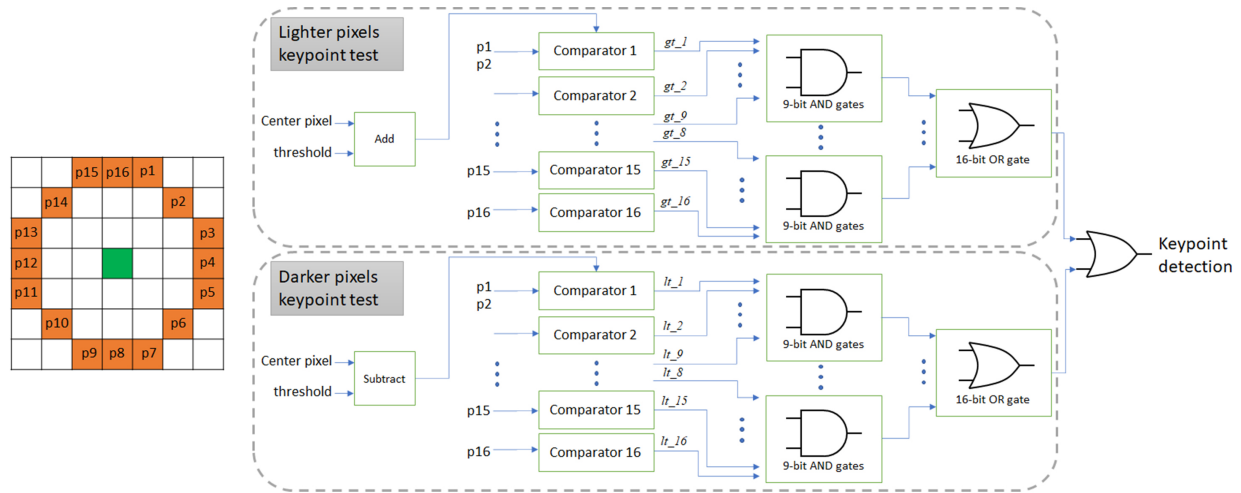 p15 p16 p1
p14 p2
p13 p3
p12 p4
p11 p5
p10 p6
p9 p8 p7
Lighter pixels
keypoint test
Center pixel
threshold
Add
p1
p2
p15
p16
Comparator 1
Comparator 2
Comparator 15
Comparator 16
gt_1
gt_2
gt_9
gt_8
gt_15
gt_16
9-bit AND gates
9-bit AND gates
16-bit OR gate
Darker pixels
keypoint test
Center pixel
threshold
Subtract
p1
p2
p15
p16
Comparator 1
Comparator 2
Comparator 15
Comparator 16
lt_1
lt_2
lt_9
lt_8
lt_15
lt_16
9-bit AND gates
9-bit AND gates
16-bit OR gate
Keypoint
detection